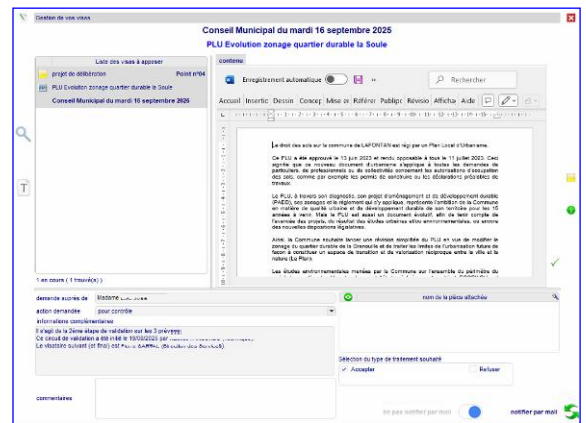 Gestion de vos visas
Conseil Municipal du mardi 16 septembre 2025
PLU Evolution zonage quartier durable la Soule
Liste des visas à apposer
projet de délibération Point n°04
PLU Evolution zonage quartier durable la Soule
Conseil Municipal du mardi 16 septembre 2025
contenu
Enregistrement automatique
Rechercher
Accueil Insertic Dessin Concep Mise er Référer Publipc Révisio Afficha Aide
Le droit des sols sur la commune de LAPONTAN est régi par un Plan Local d'Urbanisme.
Ce PLU a été approuvé le 13 juin 2023 et rendu opposable à tous le 11 juillet 2023. Ceci
signifie que ce nouveau document d'urbanisme s'applique à toutes les demandes de
particuliers, de professionnels ou de collectivités concernant les autorisations d'occupation
des sols, comme par exemple les permis de construire ou les déclarations préalables de
travaux.
Le PLU, à travers son diagnostic, son projet d'aménagement et de développement durable
(PAED), ses zonages et le règlement qui s'y applique, représente l'ambition de la Commune
en matière de qualité urbaine et de développement durable de son territoire pour les 15
années à venir. Mais le PLU est aussi un document évolutif, afin de tenir compte de
l'avancée des projets, du résultat des études urbaines et/ou environnementales, ou encore
des nouvelles dispositions législatives.
Ainsi, la Commune souhaite lancer une révision simplifiée du PLU en vue de modifier le
zonage du quartier durable de la Grenouille et de traiter les limites de l'urbanisation future de
façon à constituer un espace de transition et de valorisation réciproque entre la ville et la
nature (Le Pian).
Les études environnementales menées par la Commune sur l'ensemble du périmètre du
1 en cours ( 1 trouvé(s) )
demande auprès de Madame
action demandée pour contrôle
informations complémentaires
Il s'agit de la 2ème étape de validation sur les 3 prévues;
Ce circuit de validation a été initié le 19/08/2025 par
Le visataire suivant (et final) est (Direction des Services).
nom de la pièce attachée
Sélection du type de traitement souhaité
Accepter Refuser
commentaires
ne pas notifier par mail notifier par mail